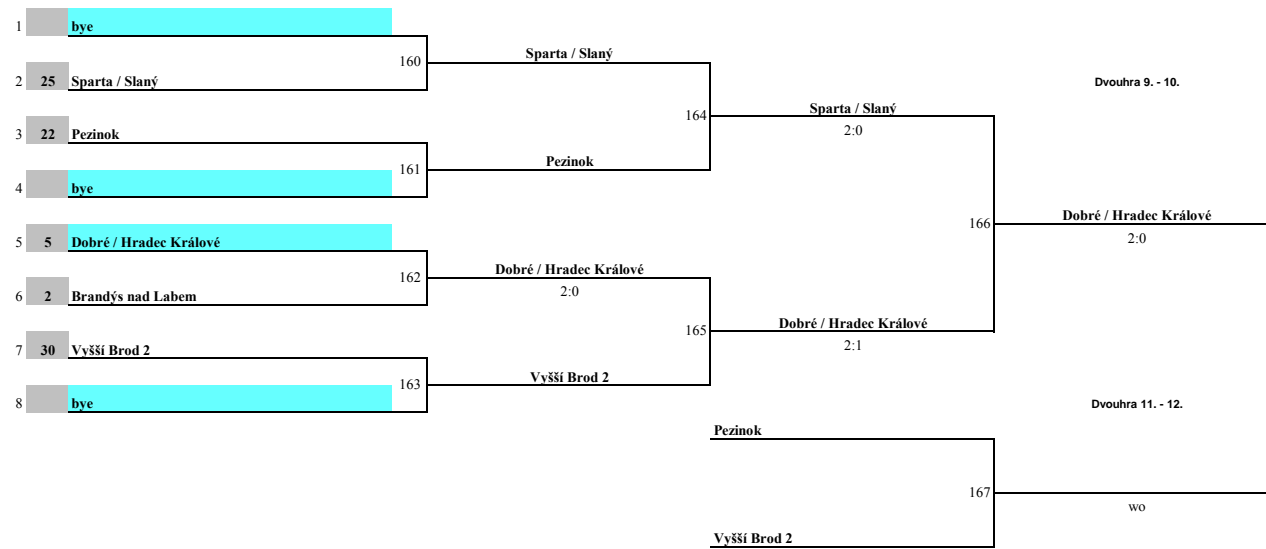 1 bye
160
Sparta / Slaný
2 25 Sparta / Slaný
Dvouhra 9. - 10.
164
Sparta / Slaný
2:0
3 22 Pezinok
161
Pezinok
4 bye
5 5 Dobré / Hradec Králové
166
Dobré / Hradec Králové
2:0
162
Dobré / Hradec Králové
2:0
6 2 Brandýs nad Labem
165
Dobré / Hradec Králové
2:1
7 30 Vyšší Brod 2
163
Vyšší Brod 2
8 bye
Dvouhra 11. - 12.
Pezinok
167
wo
Vyšší Brod 2